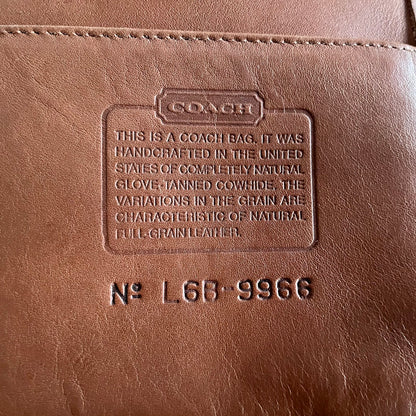 COACH
THIS IS A COACH BAG. IT WAS
HANDCRAFTED IN THE UNITED
STATES OF COMPLETELY NATURAL
GLOVE-TANNED COWHIDE. THE
VARIATIONS IN THE GRAIN ARE
CHARACTERISTIC OF NATURAL
FULL-GRAIN LEATHER.
Nº L6B-9966